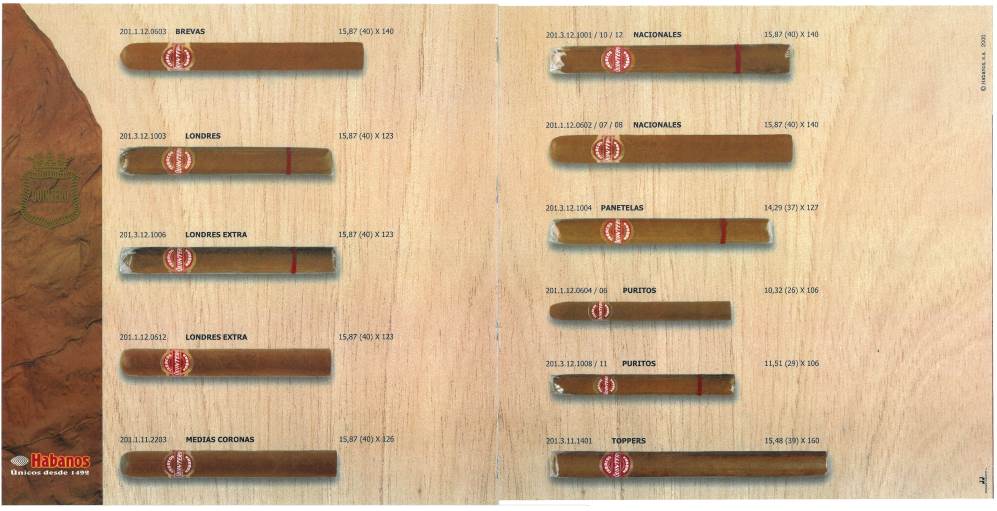 201.1.12.0603 BREVAS 15,87 (40) X 140
QUINTERO
201.3.12.1003 LONDRES 15,87 (40) X 123
201.3.12.1006 LONDRES EXTRA 15,87 (40) X 123
201.1.12.0612 LONDRES EXTRA 15,87 (40) X 123
201.1.11.2203 MEDIAS CORONAS 15,87 (40) X 126
Habanos
Únicos desde 1492
201.3.12.1001 / 10 / 12 NACIONALES 15,87 (40) X 140
201.1.12.0602 / 07 / 08 NACIONALES 15,87 (40) X 140
201.3.12.1004 PANETELAS 14,29 (37) X 127
201.1.12.0604 / 06 PURITOS 10,32 (26) X 106
201.3.12.1008 / 11 PURITOS 11,51 (29) X 106
201.3.11.1401 TOPPERS 15,48 (39) X 160
© Habanos, s.a. 2000